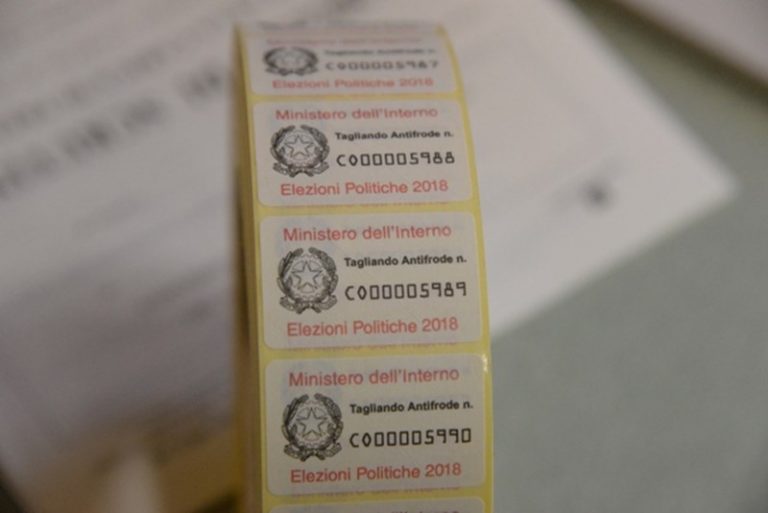 Tagliando Antifrode n.
C000005987
Elezioni Politiche 2018
Ministero dell'Interno
Tagliando Antifrode n.
C000005988
Elezioni Politiche 2018
Ministero dell'Interno
Tagliando Antifrode n.
C000005989
Elezioni Politiche 2018
Ministero dell'Interno
Tagliando Antifrode n.
C000005990
Elezioni Politiche 2018